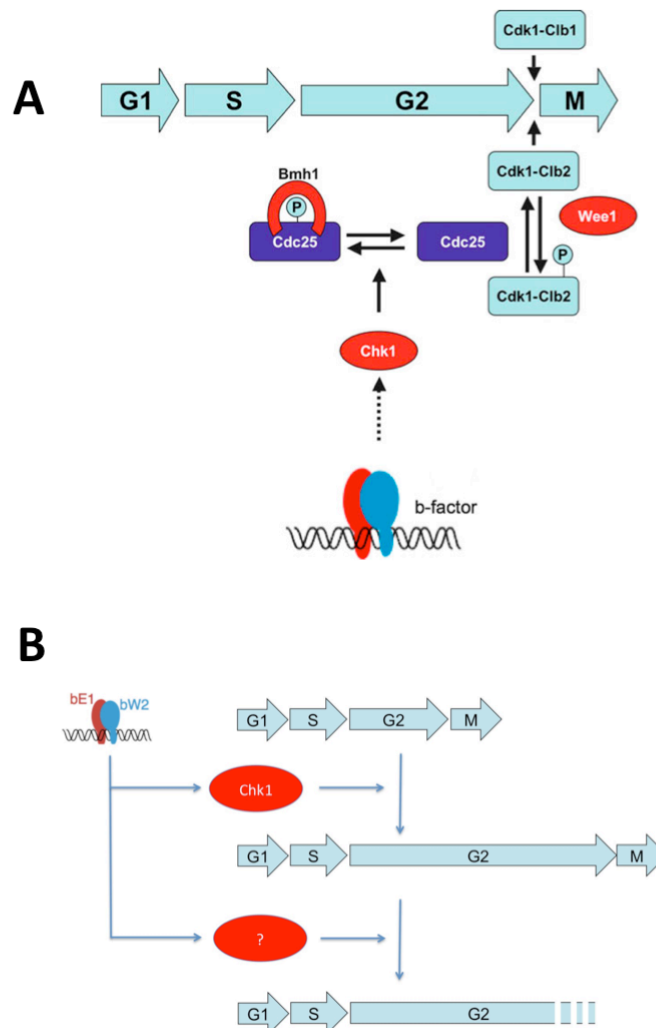 Cdk1-Clb1
A
G1 S G2 M
Bmh1
P
Cdc25
Cdc25
Cdk1-Clb2
Wee1
P
Cdk1-Clb2
Chk1
b-factor
B
bE1
bW2
G1 S G2 M
Chk1
G1 S G2 M
?
G1 S G2